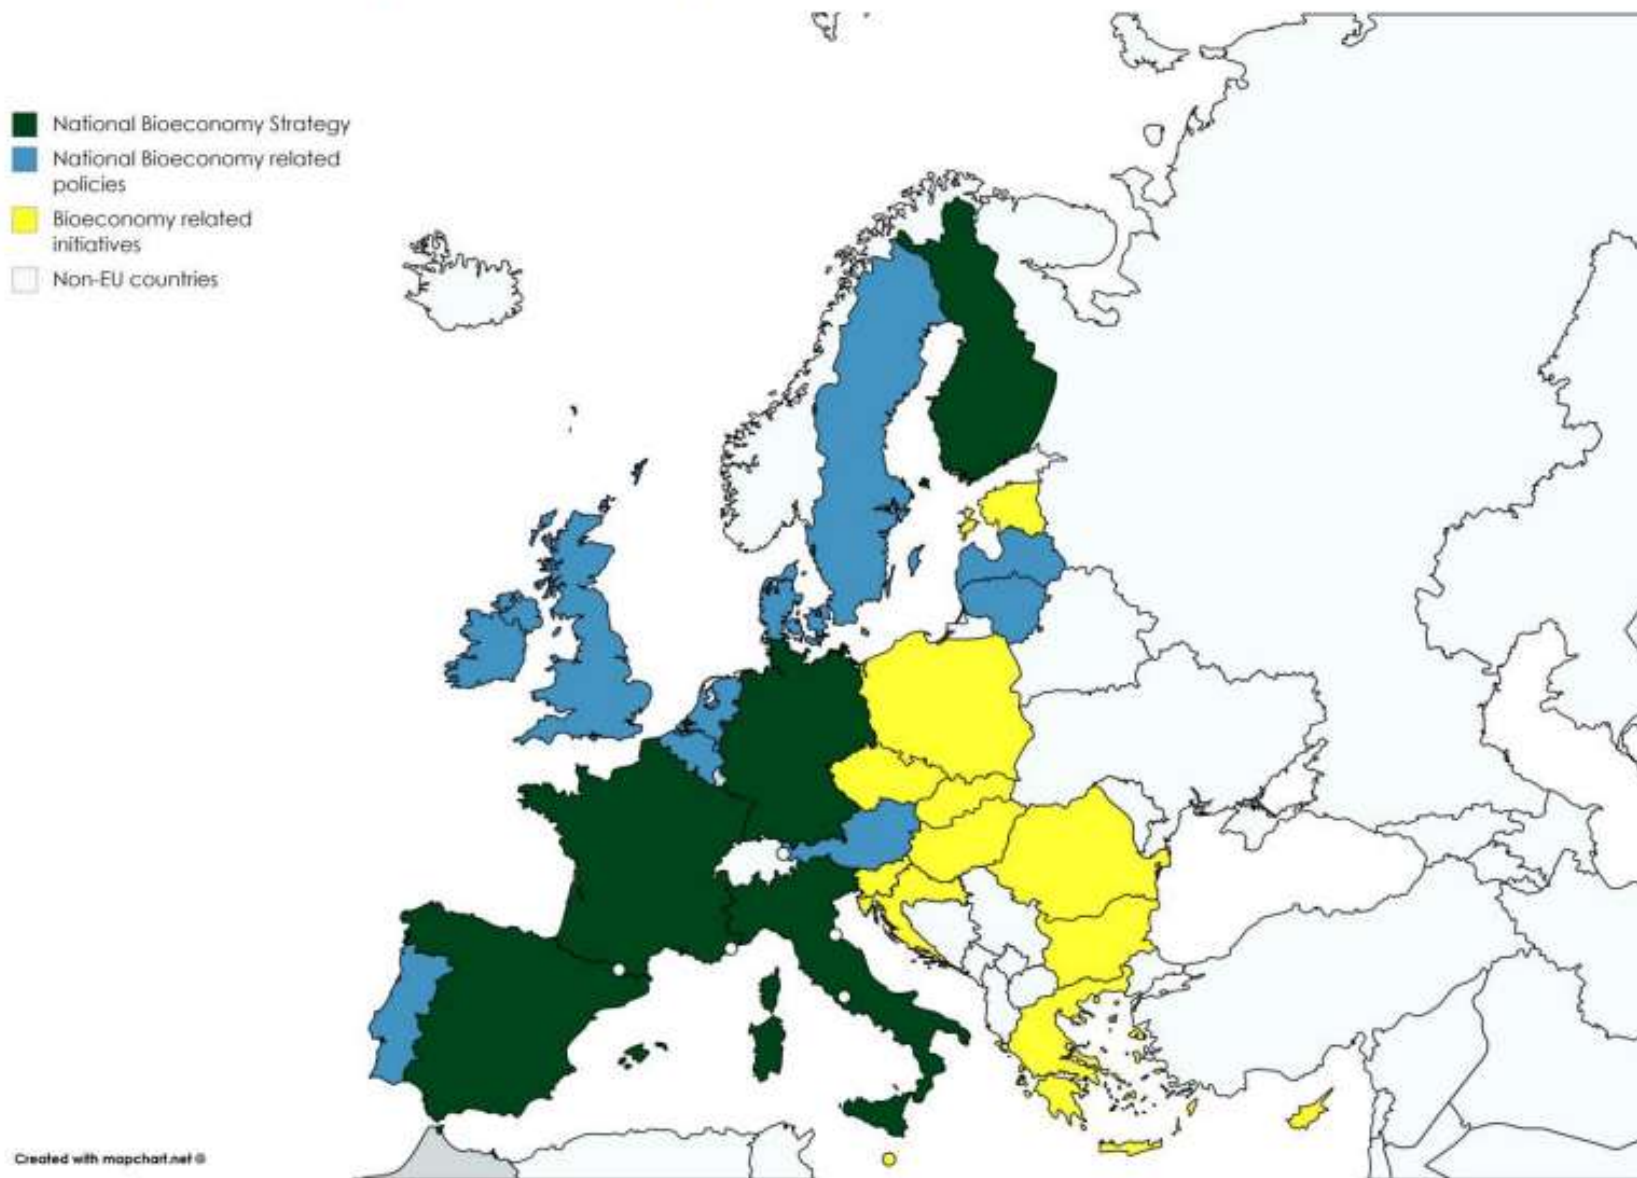 National Bioeconomy Strategy
National Bioeconomy related
policies
Bioeconomy related
initiatives
Non-EU countries
Created with mapchart.net ©